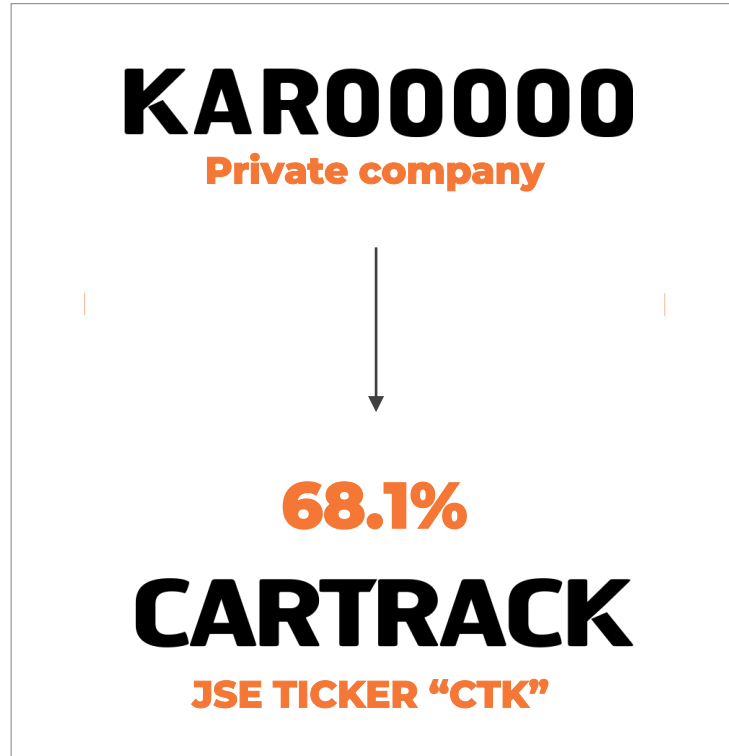 KAROOOOO
Private company
68.1%
CARTRACK
JSE TICKER “CTK”